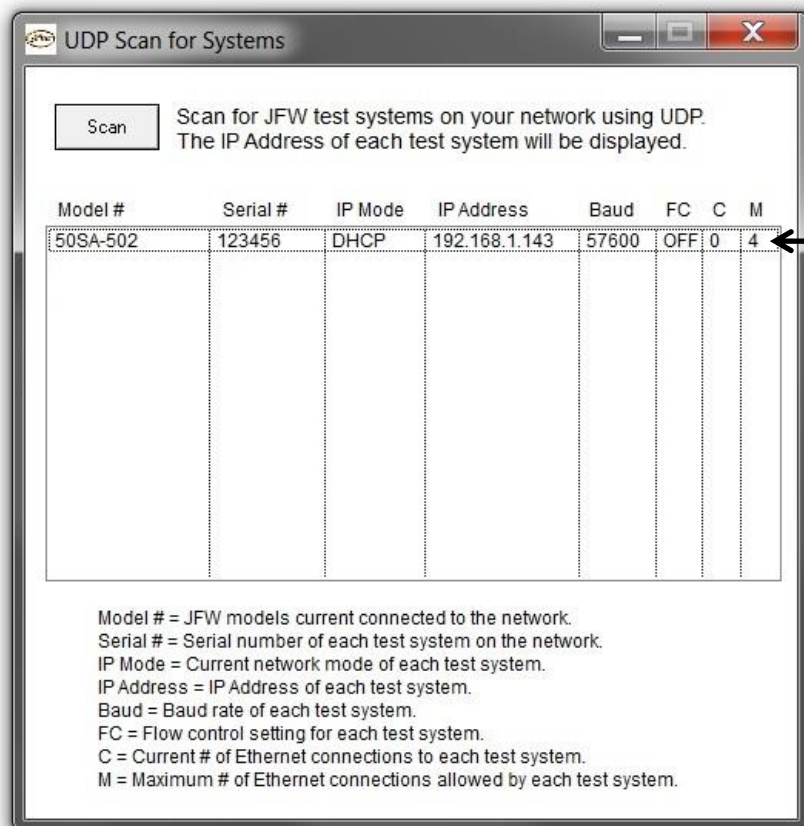 UDP Scan for Systems
Scan
Scan for JFW test systems on your network using UDP.
The IP Address of each test system will be displayed.
Model # Serial # IP Mode IP Address Baud FC C M
50SA-502 123456 DHCP 192.168.1.143 57600 OFF 0 4
Model # = JFW models current connected to the network.
Serial # = Serial number of each test system on the network.
IP Mode = Current network mode of each test system.
IP Address = IP Address of each test system.
Baud = Baud rate of each test system.
FC = Flow control setting for each test system.
C = Current # of Ethernet connections to each test system.
M = Maximum # of Ethernet connections allowed by each test system.